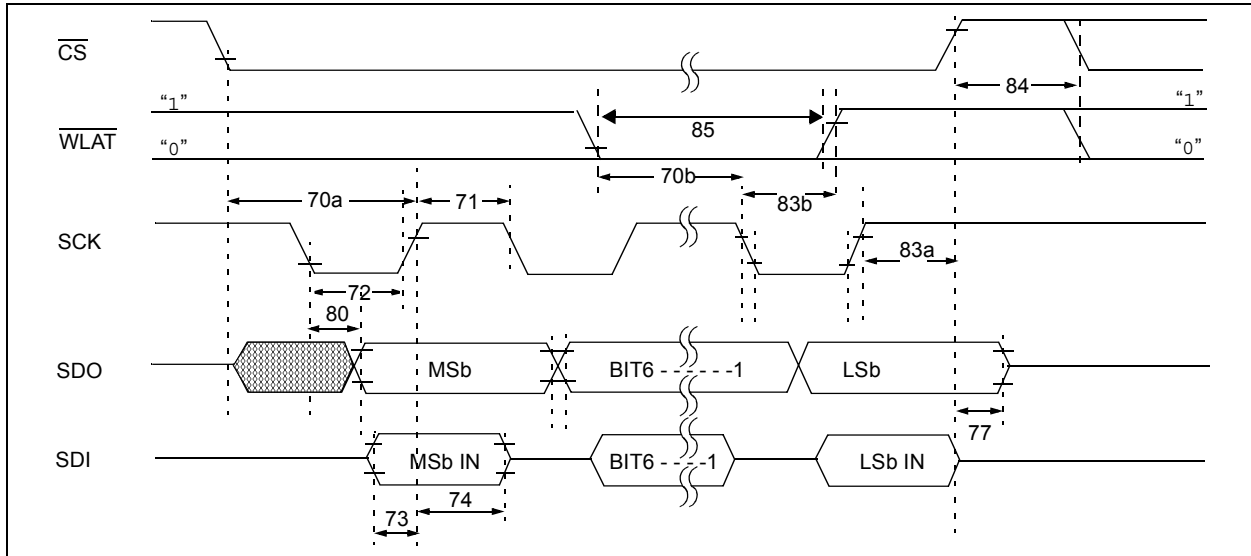 CS
84
"1"
"1"
85
WLAT
"0"
"0"
70b
70a
71
83b
SCK
83a
72
80
SDO
MSb
BIT6 - - - - - -1
LSb
77
SDI
MSb IN
BIT6 - - - - -1
LSb IN
74
73